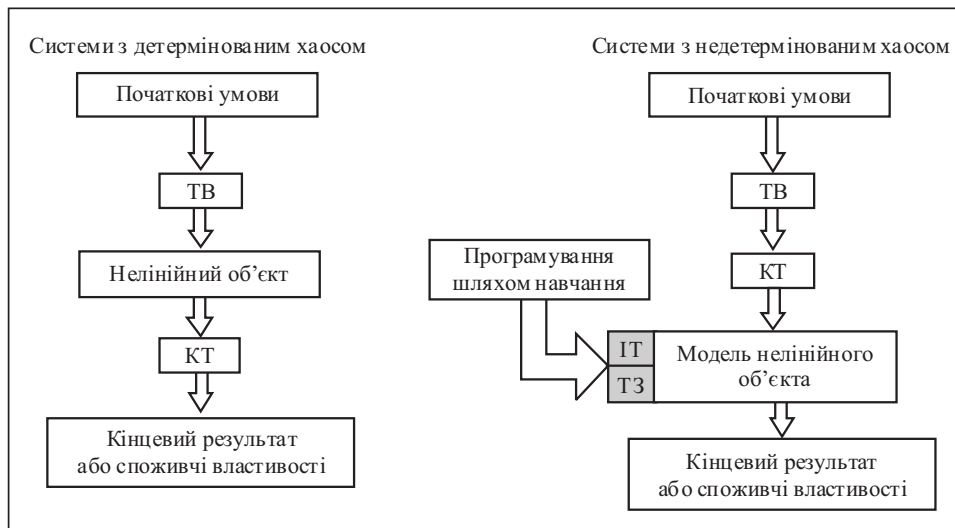 Системи з детермінованим хаосом
Початкові умови
ТВ
Нелінійний об’єкт
КТ
Кінцевий результат
або споживчі властивості
Системи з недетермінованим хаосом
Початкові умови
ТВ
КТ
Програмування
шляхом навчання
ІТ
ТЗ
Модель нелінійного
об’єкта
Кінцевий результат
або споживчі властивості